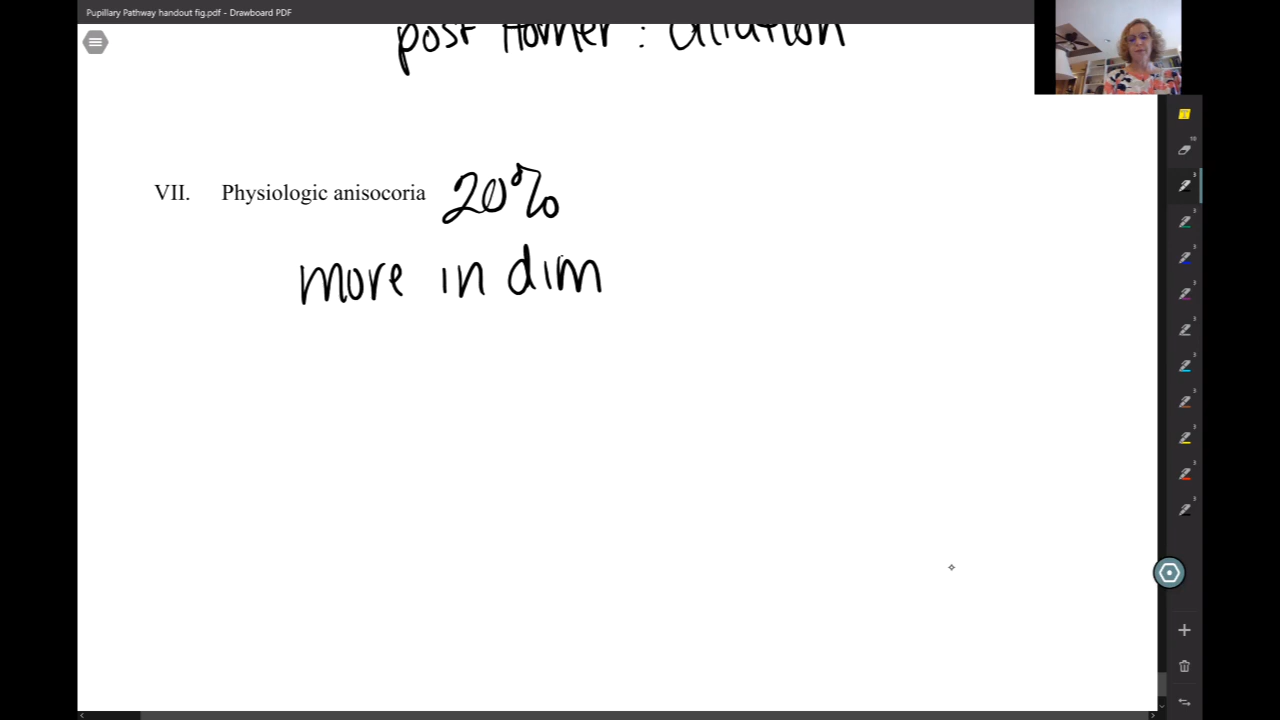 Pupillary Pathway handout fig.pdf - Drawboard PDF
post Horner : dilation
VII. Physiologic anisocoria 20%
more in dim